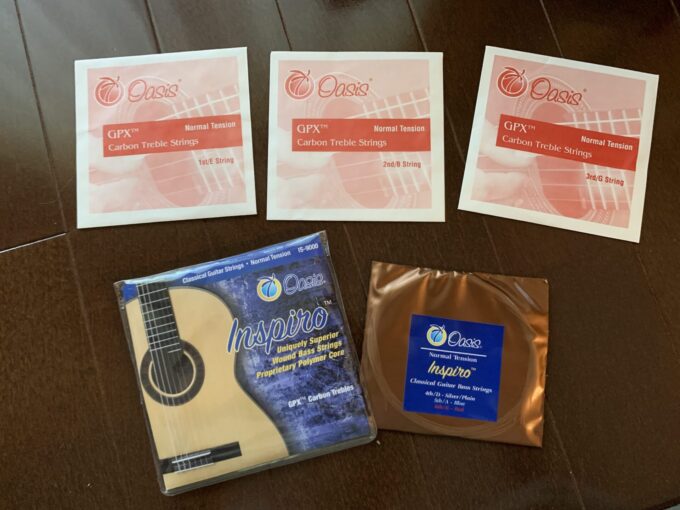 Oasis®
GPX™
Normal Tension
Carbon Treble Strings
1st/E String
Oasis®
GPX™
Normal Tension
Carbon Treble Strings
2nd/B String
Oasis®
GPX™
Normal Tension
Carbon Treble Strings
3rd/G String
Classical Guitar Strings • Normal Tension IS-9000
Oasis
Inspiro™
Uniquely Superior
Wound Bass Strings
Proprietary Polymer Core
GPX™ Carbon Trebles
Oasis
Normal Tension
Inspiro™
Classical Guitar Bass Strings
4th/D - Silver/Plain
5th/A - Blue
6th/E - Red